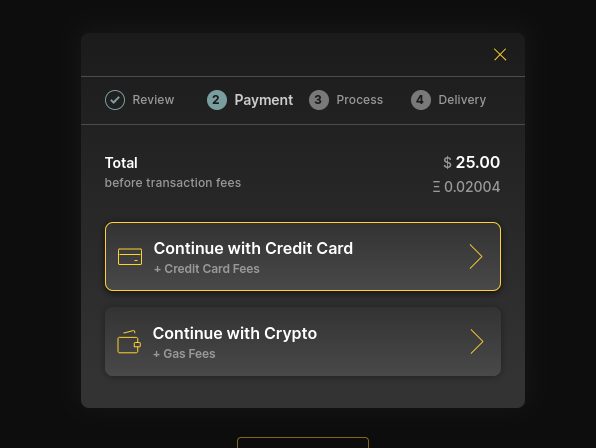 Review
2 Payment
3 Process
4 Delivery
Total
$ 25.00
before transaction fees
Ξ 0.02004
Continue with Credit Card
+ Credit Card Fees
Continue with Crypto
+ Gas Fees